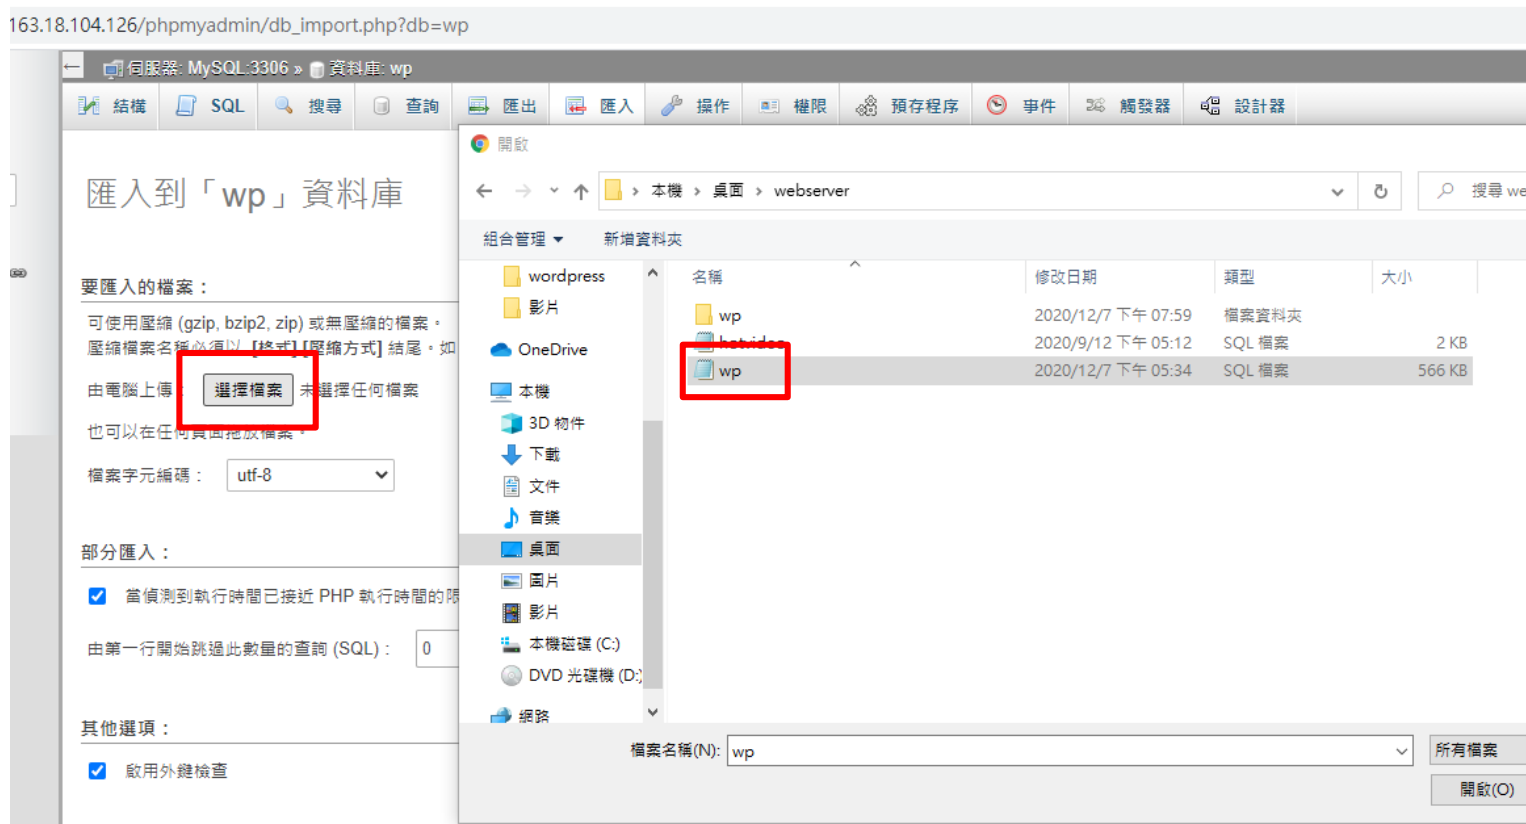 163.18.104.126/phpmyadmin/db_import.php?db=wp
伺服器: MySQL:3306 » 資料庫: wp
結構 SQL 搜尋 查詢 匯出 匯入 操作 權限 預存程序 事件 觸發器 設計器
開啟
匯入到「wp」資料庫
本機 › 桌面 › webserver
搜尋 we
組合管理 新增資料夾
要匯入的檔案：
可使用壓縮 (gzip, bzip2, zip) 或無壓縮的檔案。
壓縮檔案名稱必須以 .[格式].[壓縮方式] 結尾。如
由電腦上傳： 選擇檔案 未選擇任何檔案
也可以在任何頁面拖放檔案。
檔案字元編碼： utf-8
部分匯入：
當偵測到執行時間已接近 PHP 執行時間的限
由第一行開始跳過此數量的查詢 (SQL)： 0
其他選項：
啟用外鍵檢查
wordpress
影片
OneDrive
本機
3D 物件
下載
文件
音樂
桌面
圖片
影片
本機磁碟 (C:)
DVD 光碟機 (D:)
網路
名稱 修改日期 類型 大小
wp 2020/12/7 下午 07:59 檔案資料夾
hotvideo 2020/9/12 下午 05:12 SQL 檔案 2 KB
wp 2020/12/7 下午 05:34 SQL 檔案 566 KB
檔案名稱(N): wp 所有檔案
開啟(O)